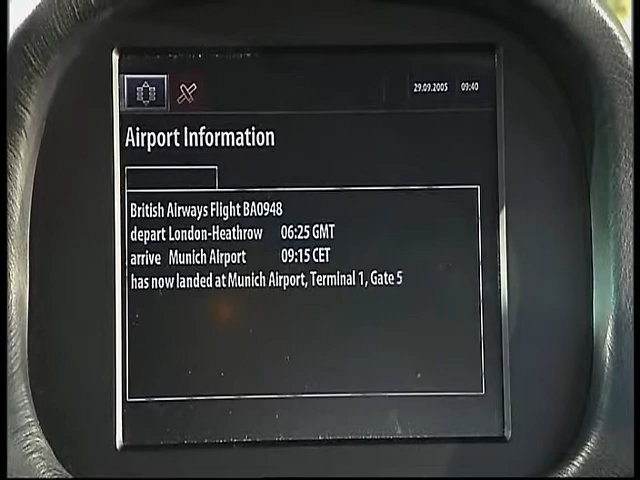 29.09.2005 09:40
Airport Information
British Airways Flight BA0948
depart London-Heathrow 06:25 GMT
arrive Munich Airport 09:15 CET
has now landed at Munich Airport, Terminal 1, Gate 5